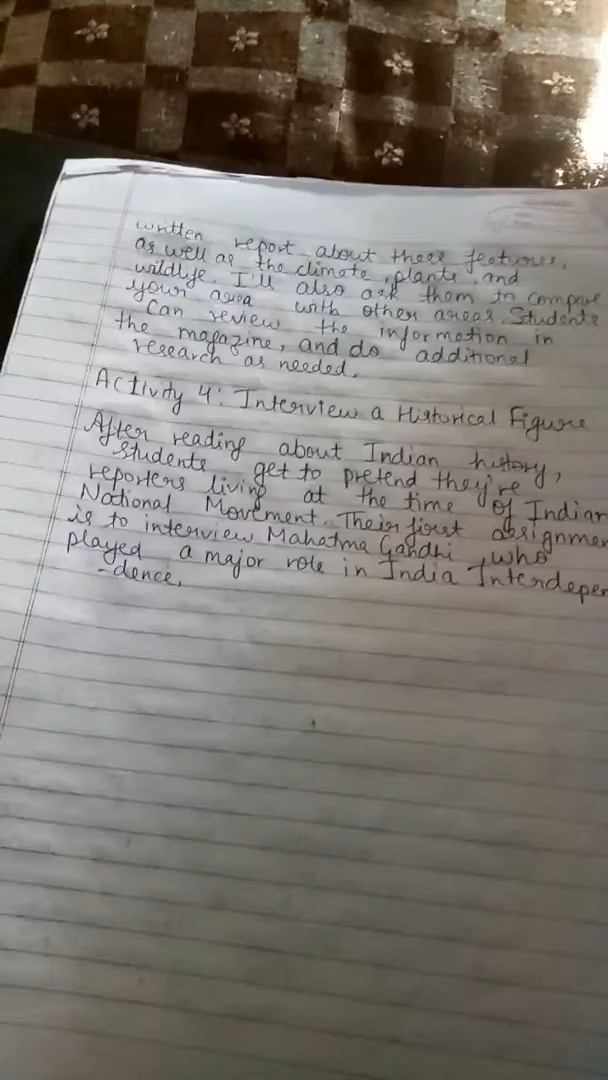 written report about these features,
as well as the climate, plants, and
wildlife. I'll also ask them to compare
your area with other areas. Students
can review the information in
the magazine, and do additional
research as needed.
Activity 4: Interview a Historical Figure
After reading about Indian history,
students get to pretend they're
reporters living at the time of Indian
National Movement. Their first assignmen
is to interview Mahatma Gandhi, who
played a major role in India Interdepen
-dence.